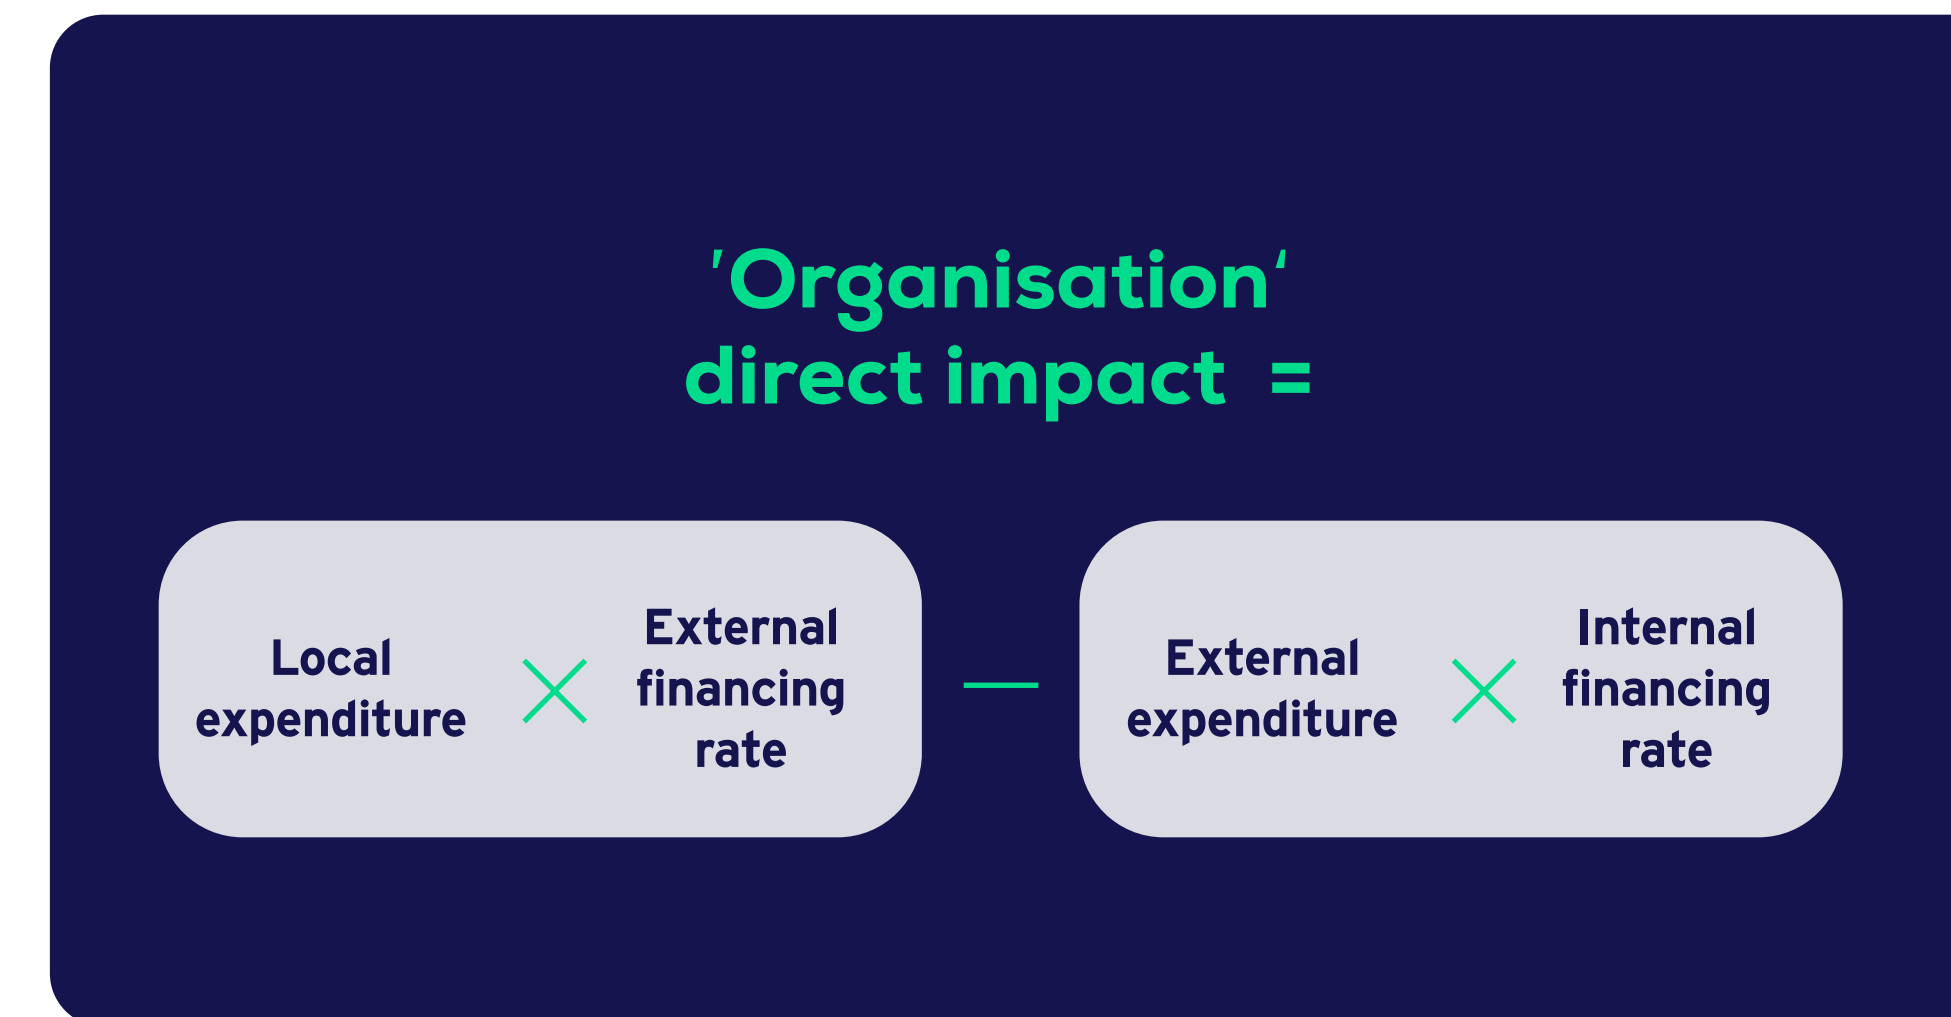 ’Organisation‘
direct impact =
Local
expenditure
×
External
financing
rate
—
External
expenditure
×
Internal
financing
rate